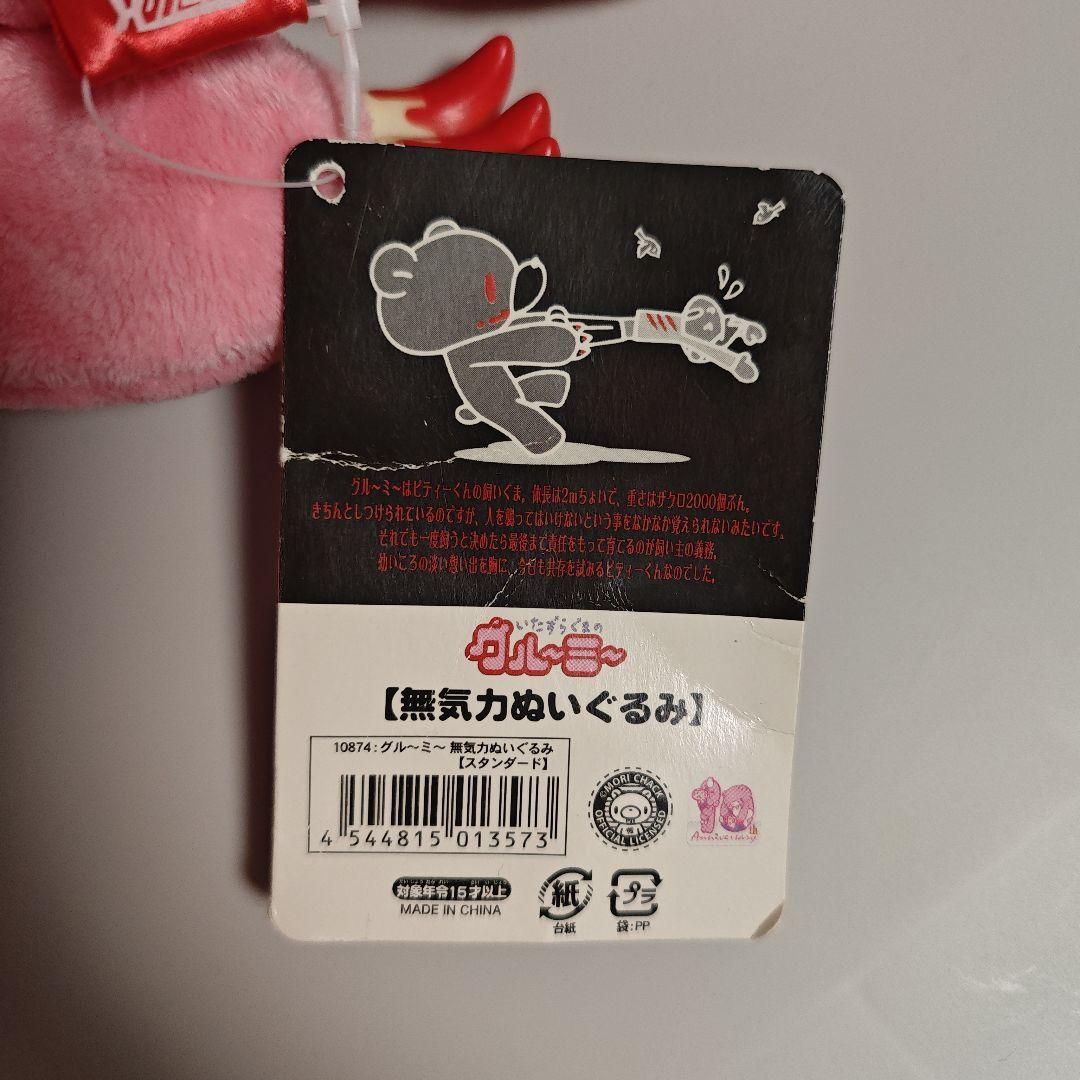 グル〜ミ〜はピティーくんの飼いぐま。体長は2mちょいで、重さはザクロ2000個ぶん。
きちんとしつけられているのですが、人を襲ってはいけないという事をなかなか覚えられないみたいです。
それでも一度飼うと決めたら最後まで責任をもって育てるのが飼い主の義務。
幼いころの淡い想い出を胸に、今日も共存を試みるピティーくんなのでした。
いたずらぐまの
グル〜ミ〜
【無気力ぬいぐるみ】
10874:グル〜ミ〜 無気力ぬいぐるみ
【スタンダード】
4 544815 013573
©MORI CHACK
OFFICIAL LICENSED
10th
Anniversary
対象年令15才以上
MADE IN CHINA
紙
台紙
プラ
袋:PP